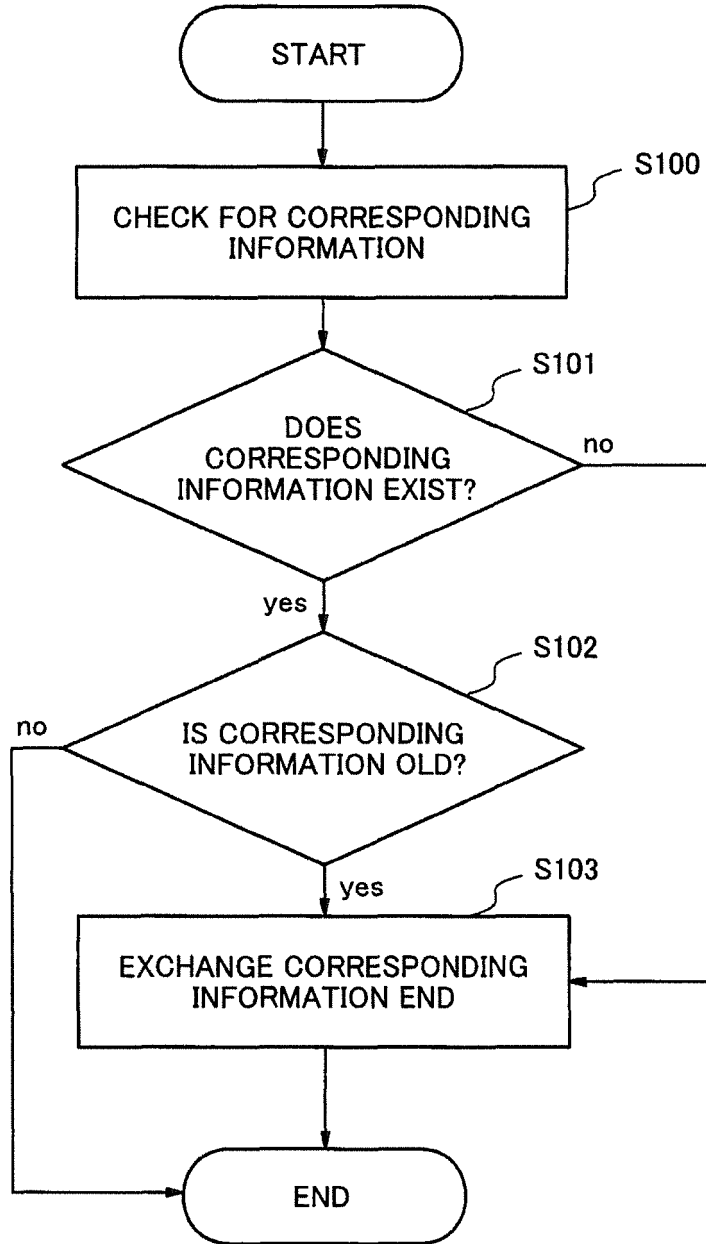 START
S100
CHECK FOR CORRESPONDING
INFORMATION
S101
DOES
CORRESPONDING
INFORMATION EXIST?
no
yes
S102
no
IS CORRESPONDING
INFORMATION OLD?
yes
S103
EXCHANGE CORRESPONDING
INFORMATION END
END